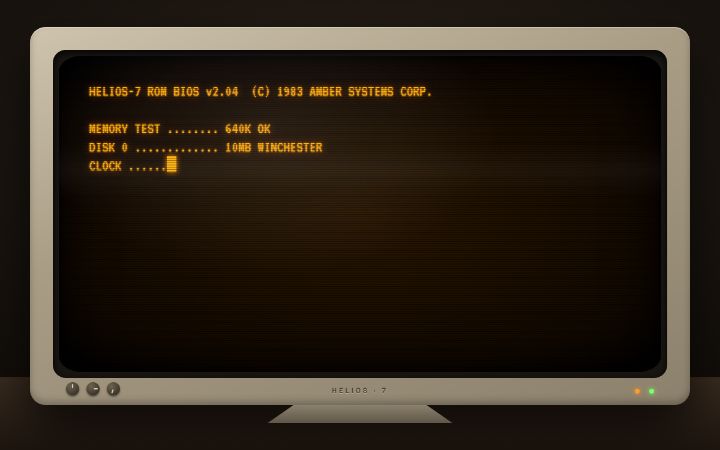 HELIOS-7 ROM BIOS v2.04  (C) 1983 AMBER SYSTEMS CORP.
MEMORY TEST ........ 640K OK
DISK 0 ............. 10MB WINCHESTER
CLOCK ......
HELIOS · 7